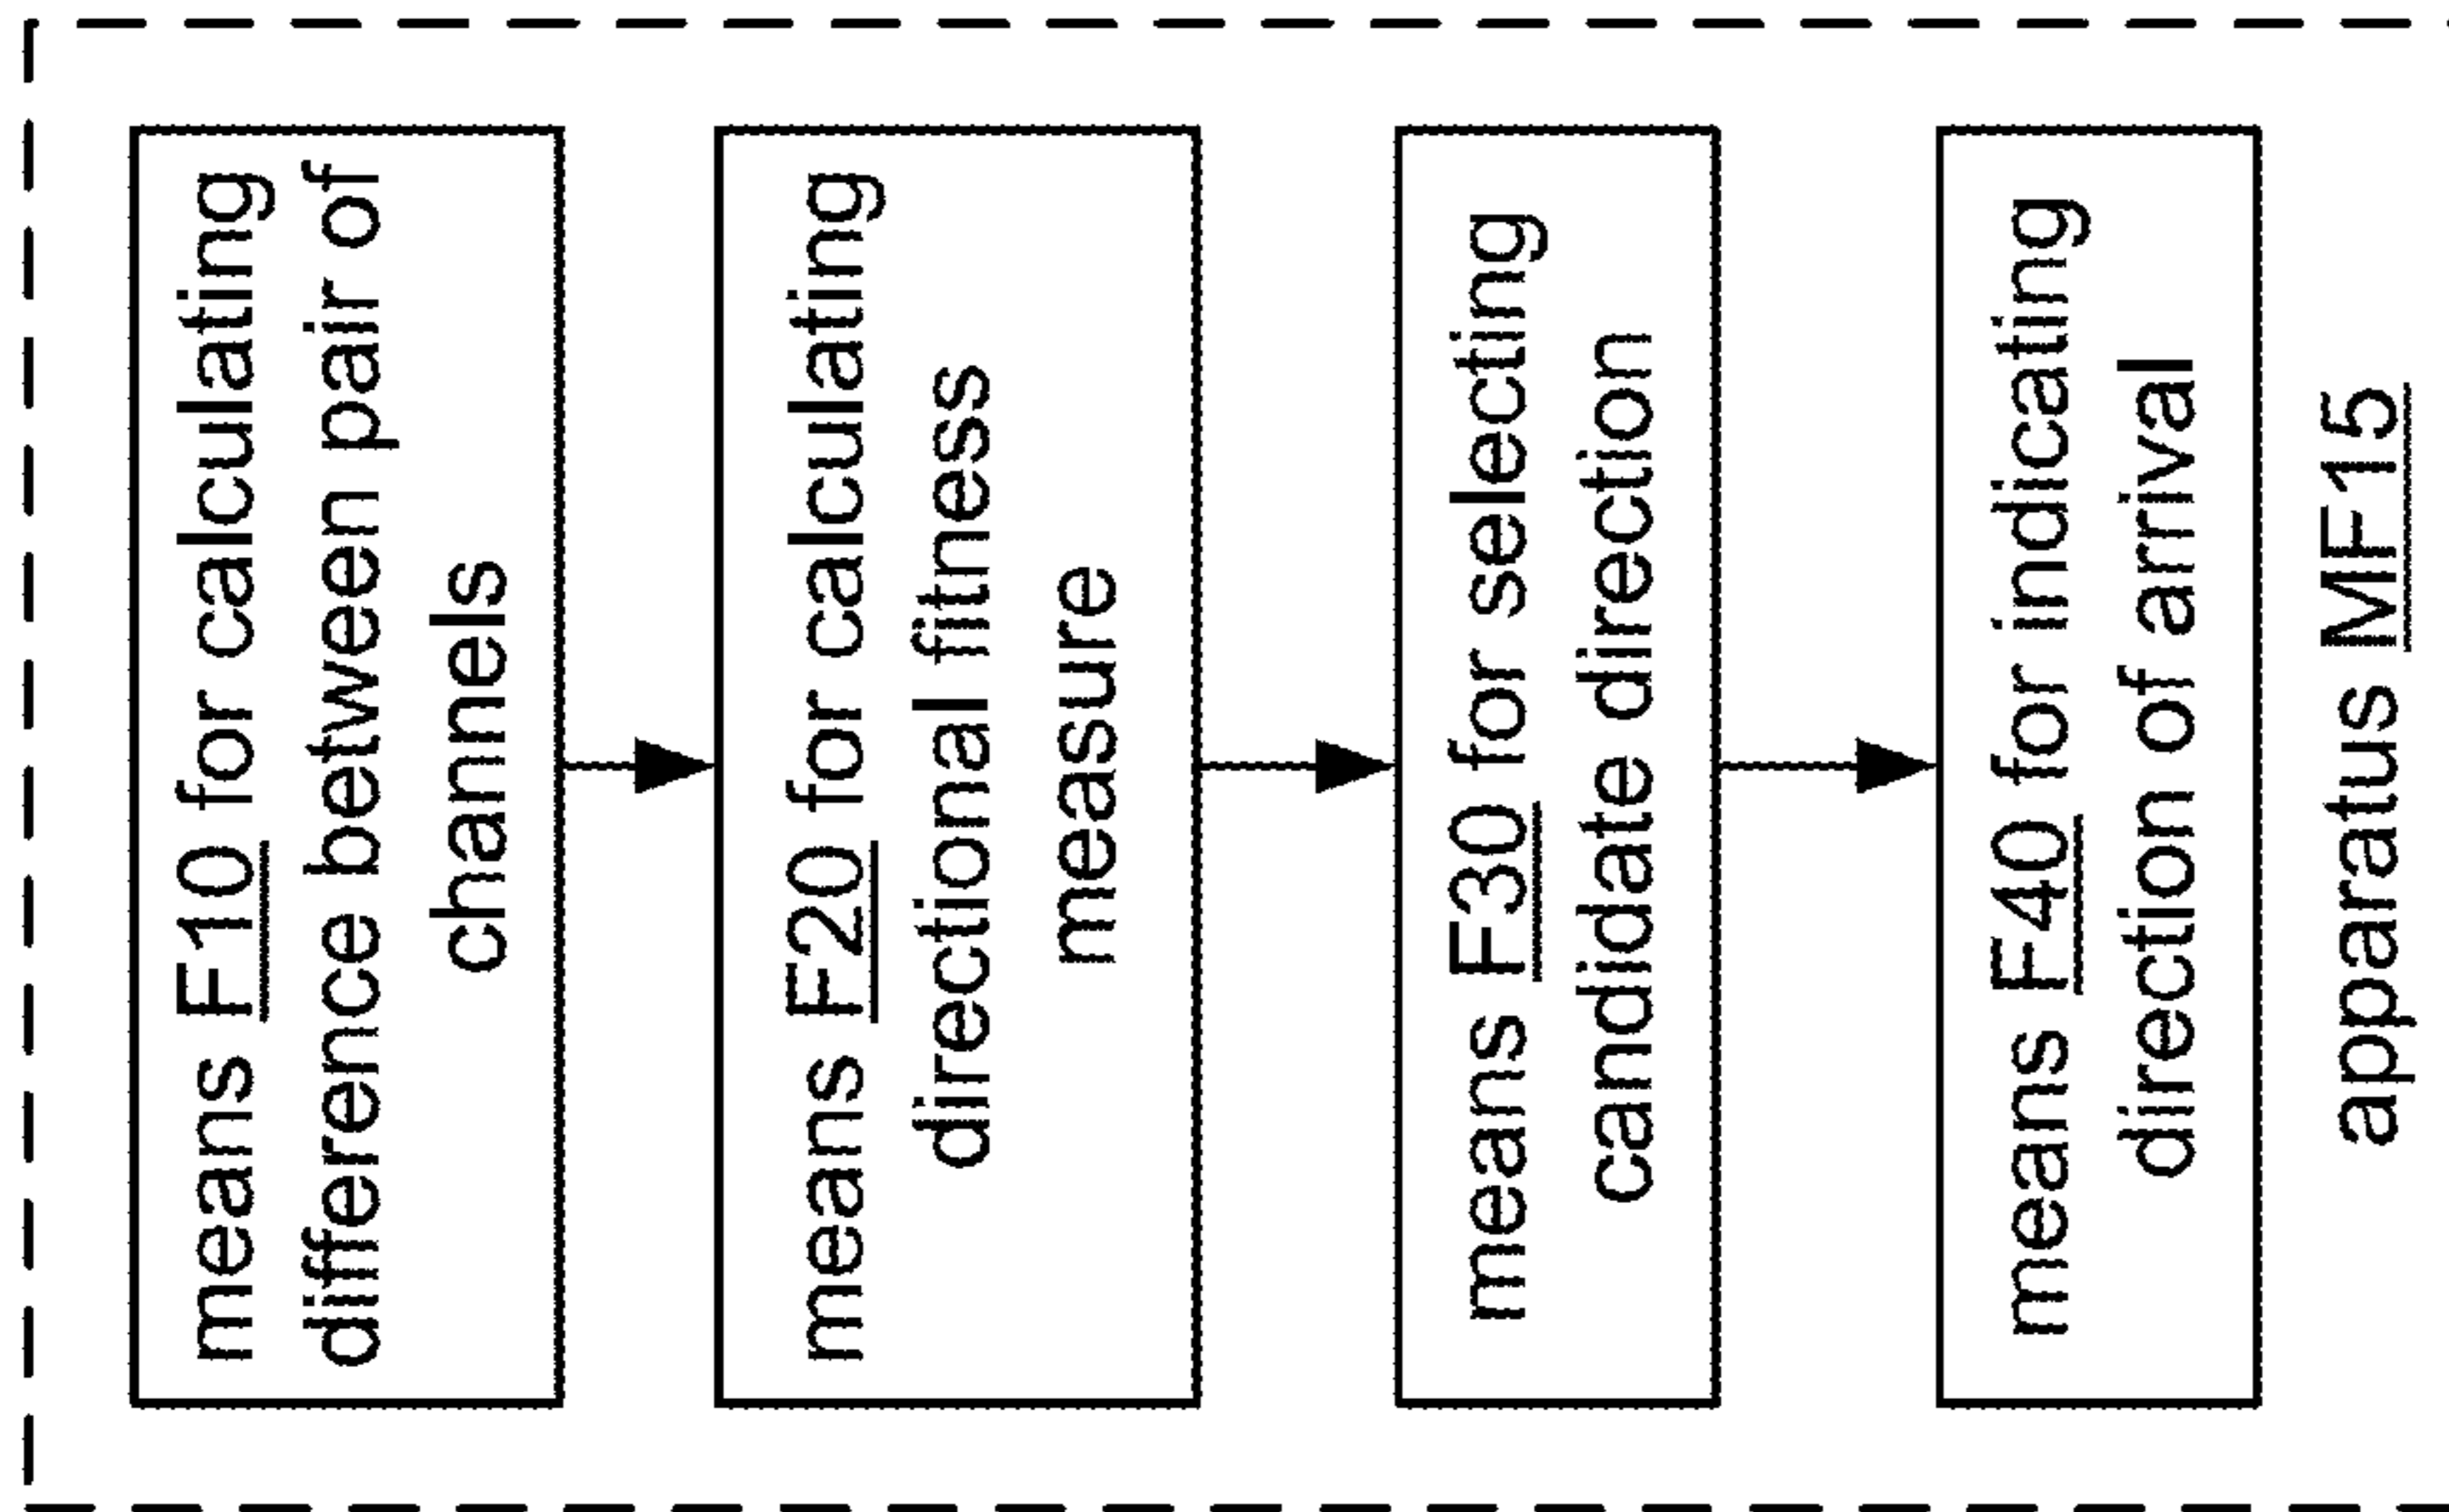 means F10 for calculating
difference between pair of
channels
means F20 for calculating
directional fitness
measure
means F30 for selecting
candidate direction
means F40 for indicating
direction of arrival
apparatus MF15